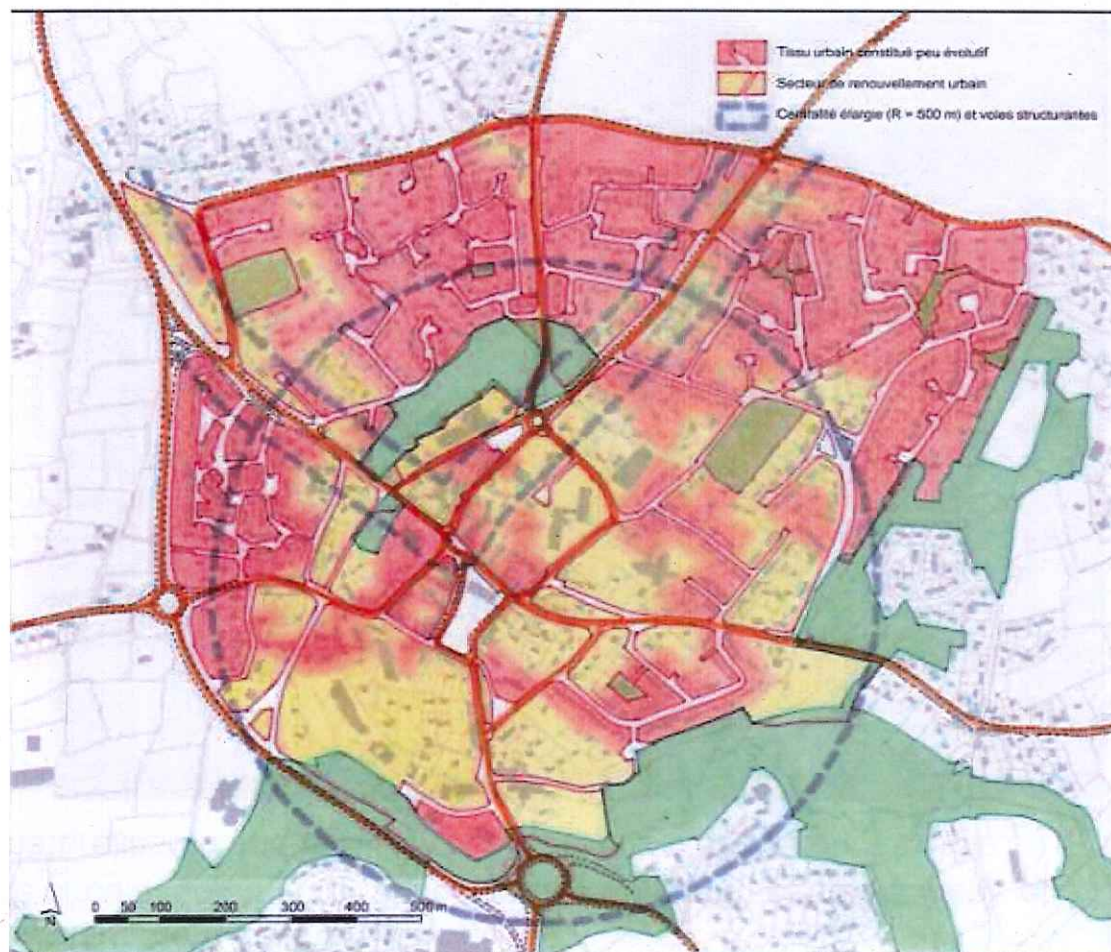 Tissu urbain constitué peu évolutif
Secteur de renouvellement urbain
Centralité élargie (R = 500 m) et voies structurantes
N
0 50 100 200 300 400 500 m